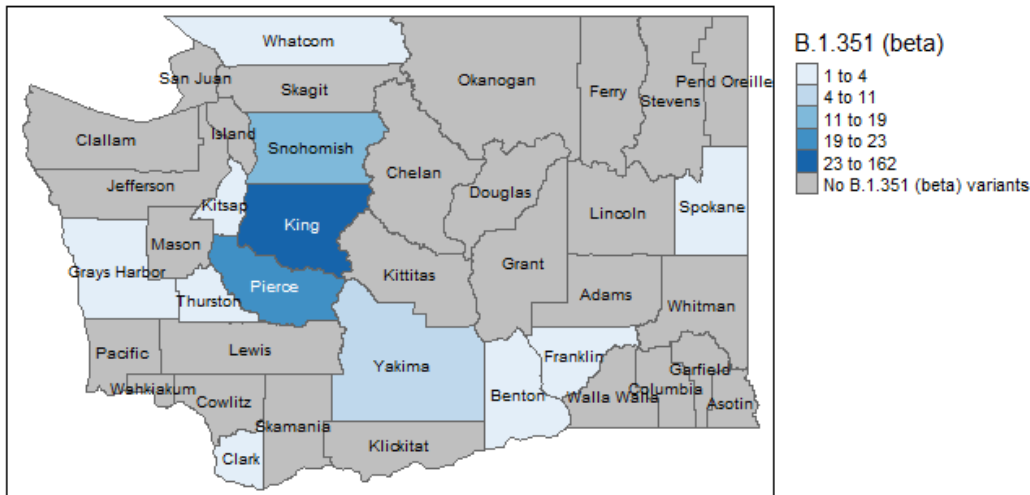 Whatcom
San Juan
Skagit
Okanogan
Ferry
Stevens
Pend Oreille
Clallam
Island
Snohomish
Chelan
Douglas
Jefferson
Kitsap
King
Lincoln
Spokane
Mason
Grays Harbor
Kittitas
Grant
Thurston
Pierce
Adams
Whitman
Pacific
Lewis
Yakima
Franklin
Benton
Wahkiakum
Cowlitz
Skamania
Clark
Klickitat
Walla Walla
Columbia
Garfield
Asotin
B.1.351 (beta)
1 to 4
4 to 11
11 to 19
19 to 23
23 to 162
No B.1.351 (beta) variants